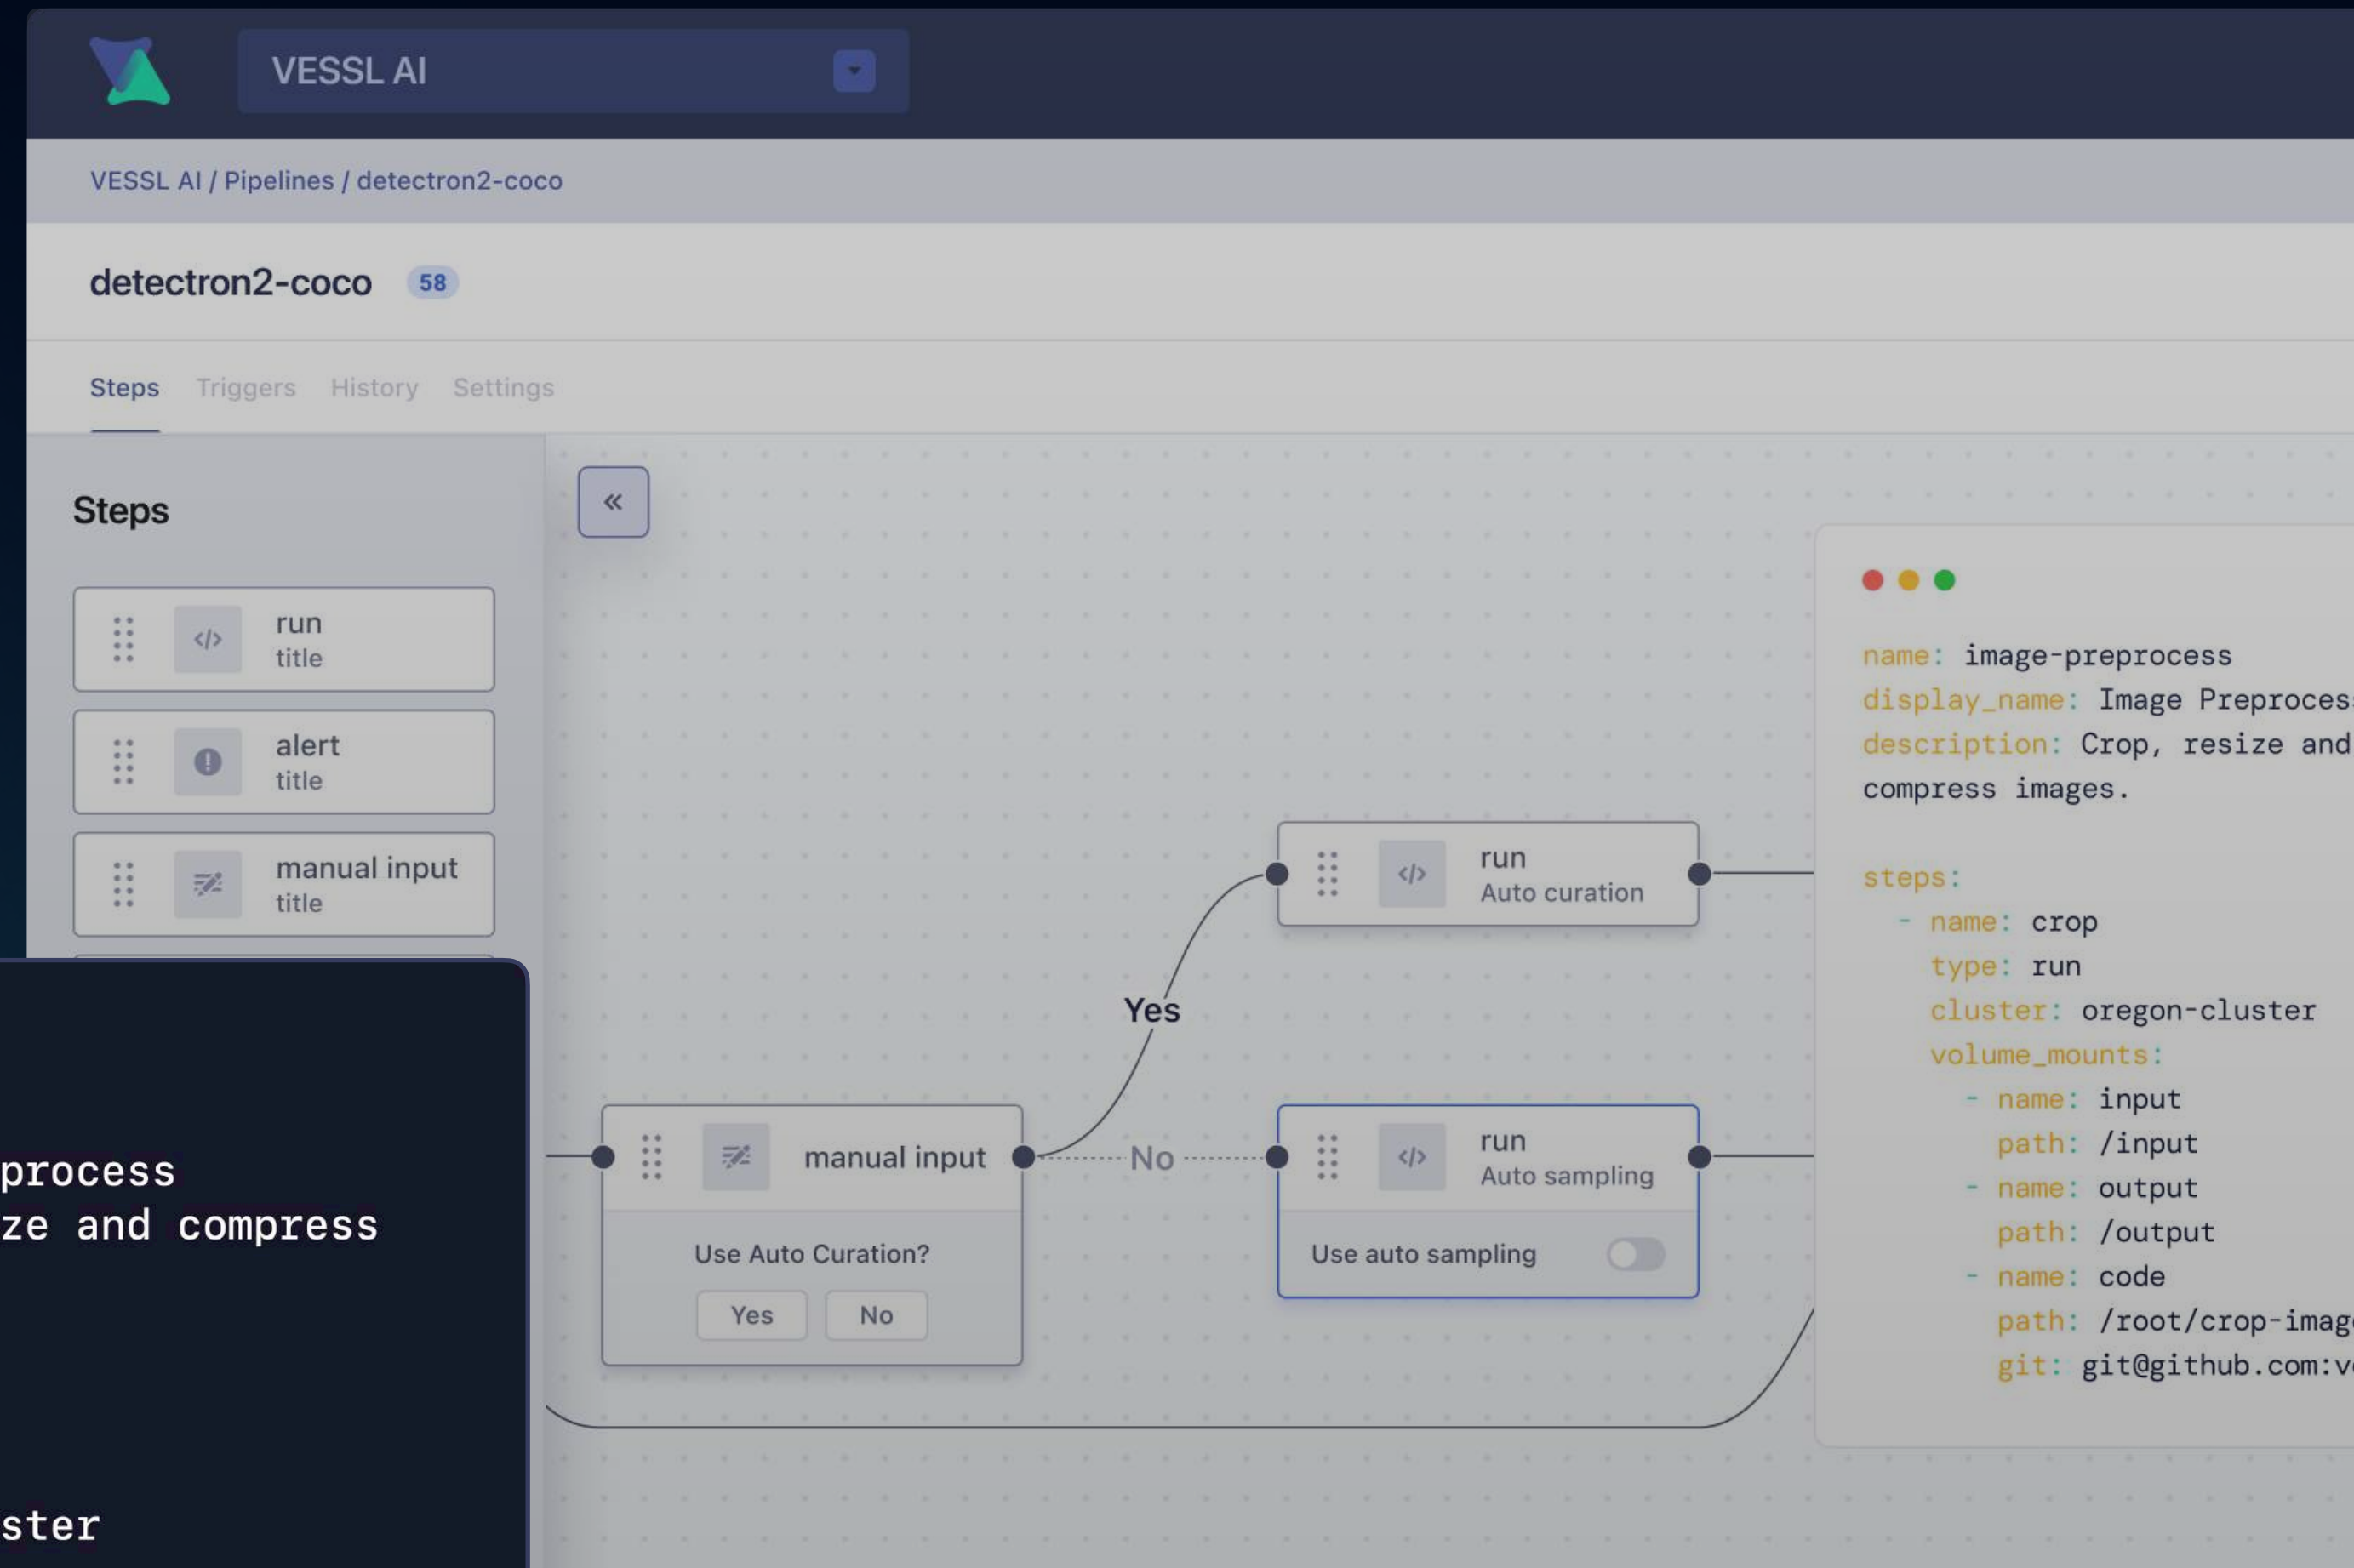 VESSL AI
VESSL AI / Pipelines / detectron2-coco
detectron2-coco 58
Steps Triggers History Settings
Steps
run
title
alert
title
manual input
title
process
ze and compress
ster
manual input
Use Auto Curation?
Yes No
Yes
No
run
Auto curation
run
Auto sampling
Use auto sampling
name: image-preprocess
display_name: Image Preproces
description: Crop, resize and
compress images.
steps:
- name: crop
type: run
cluster: oregon-cluster
volume_mounts:
- name: input
path: /input
- name: output
path: /output
- name: code
path: /root/crop-imag
git: git@github.com:v